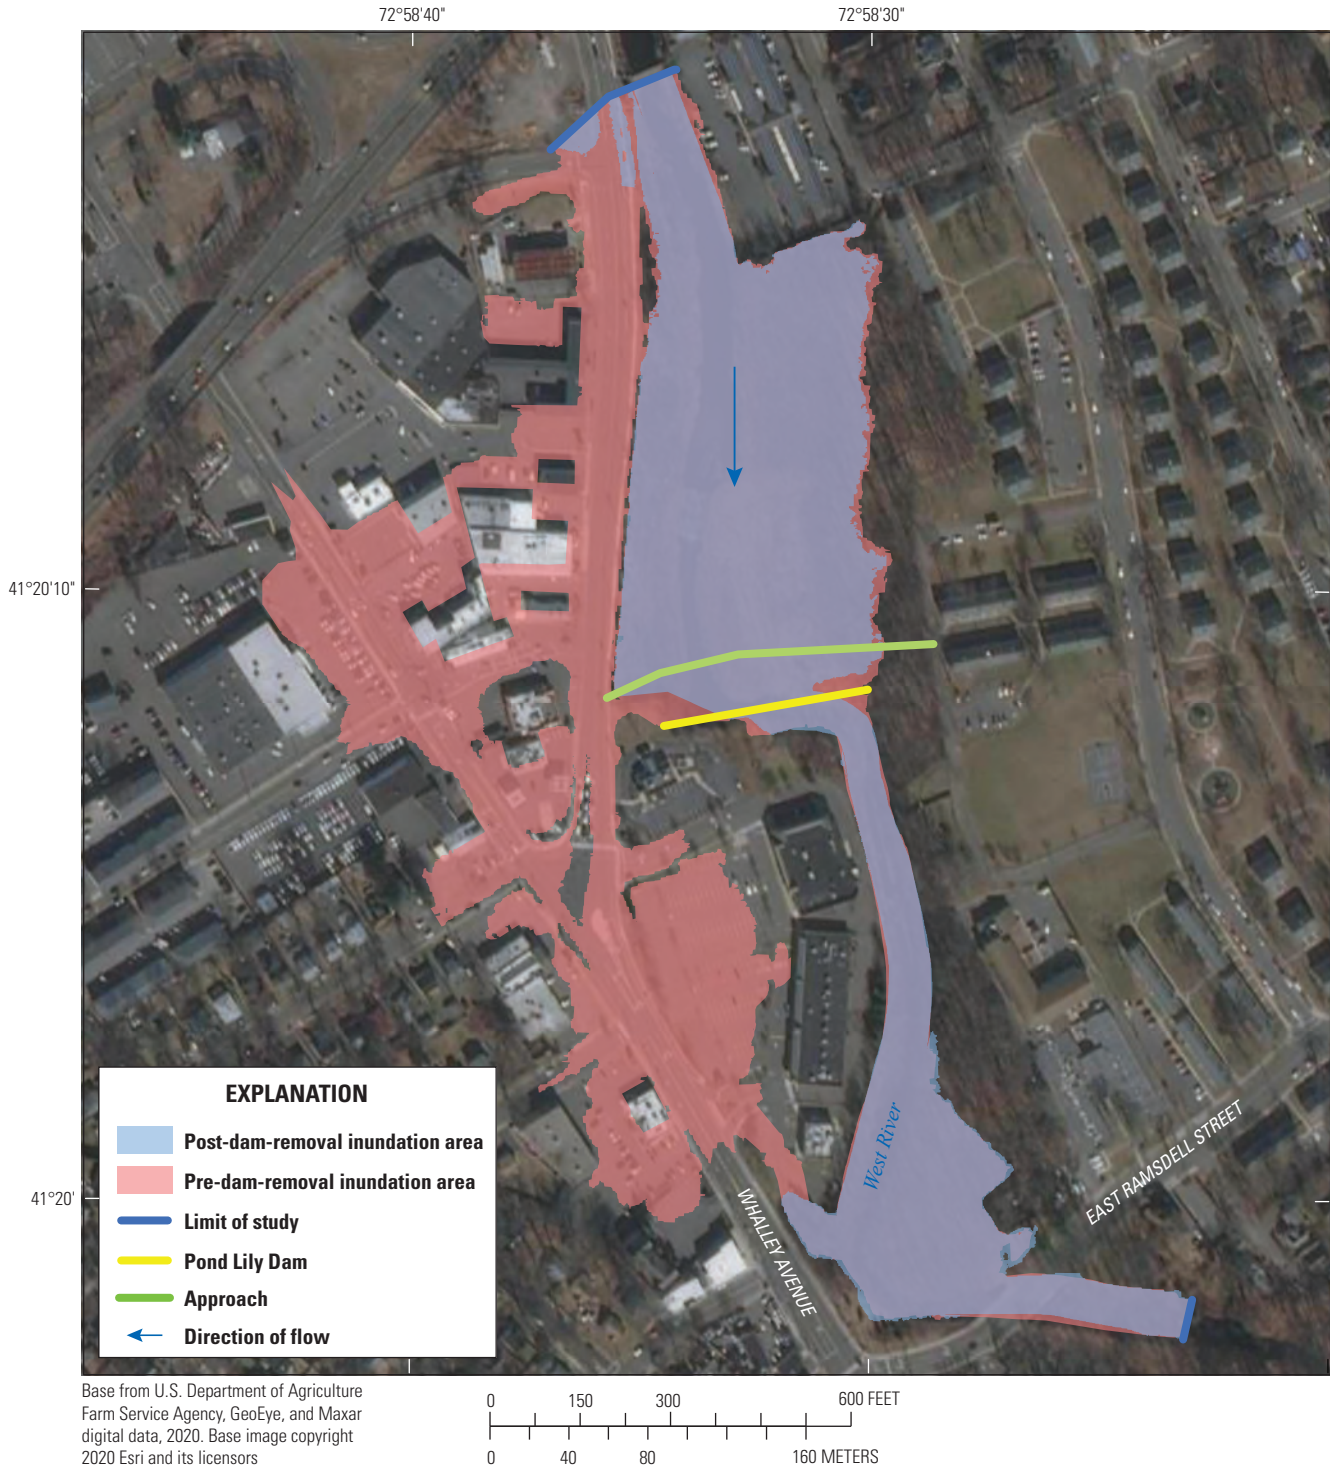 72°58'40" 72°58'30"
41°20'10"
41°20'
West River
EAST RAMSDELL STREET
WHALLEY AVENUE
EXPLANATION
Post-dam-removal inundation area
Pre-dam-removal inundation area
Limit of study
Pond Lily Dam
Approach
Direction of flow
Base from U.S. Department of Agriculture
Farm Service Agency, GeoEye, and Maxar
digital data, 2020. Base image copyright
2020 Esri and its licensors
0 150 300 600 FEET
0 40 80 160 METERS